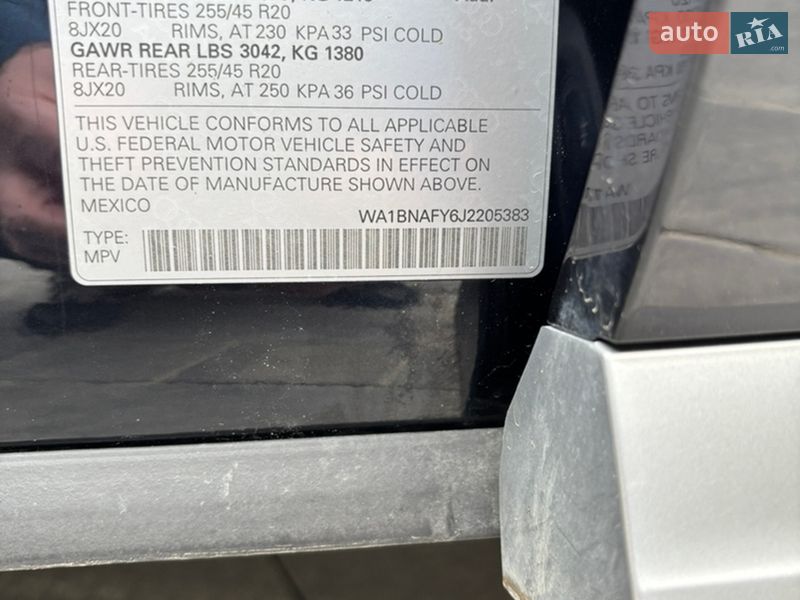 FRONT-TIRES 255/45 R20
8JX20 RIMS, AT 230 KPA 33 PSI COLD
GAWR REAR LBS 3042, KG 1380
REAR-TIRES 255/45 R20
8JX20 RIMS, AT 250 KPA 36 PSI COLD
THIS VEHICLE CONFORMS TO ALL APPLICABLE
U.S. FEDERAL MOTOR VEHICLE SAFETY AND
THEFT PREVENTION STANDARDS IN EFFECT ON
THE DATE OF MANUFACTURE SHOWN ABOVE.
MEXICO WA1BNAFY6J2205383
TYPE:
MPV
auto RIA .com